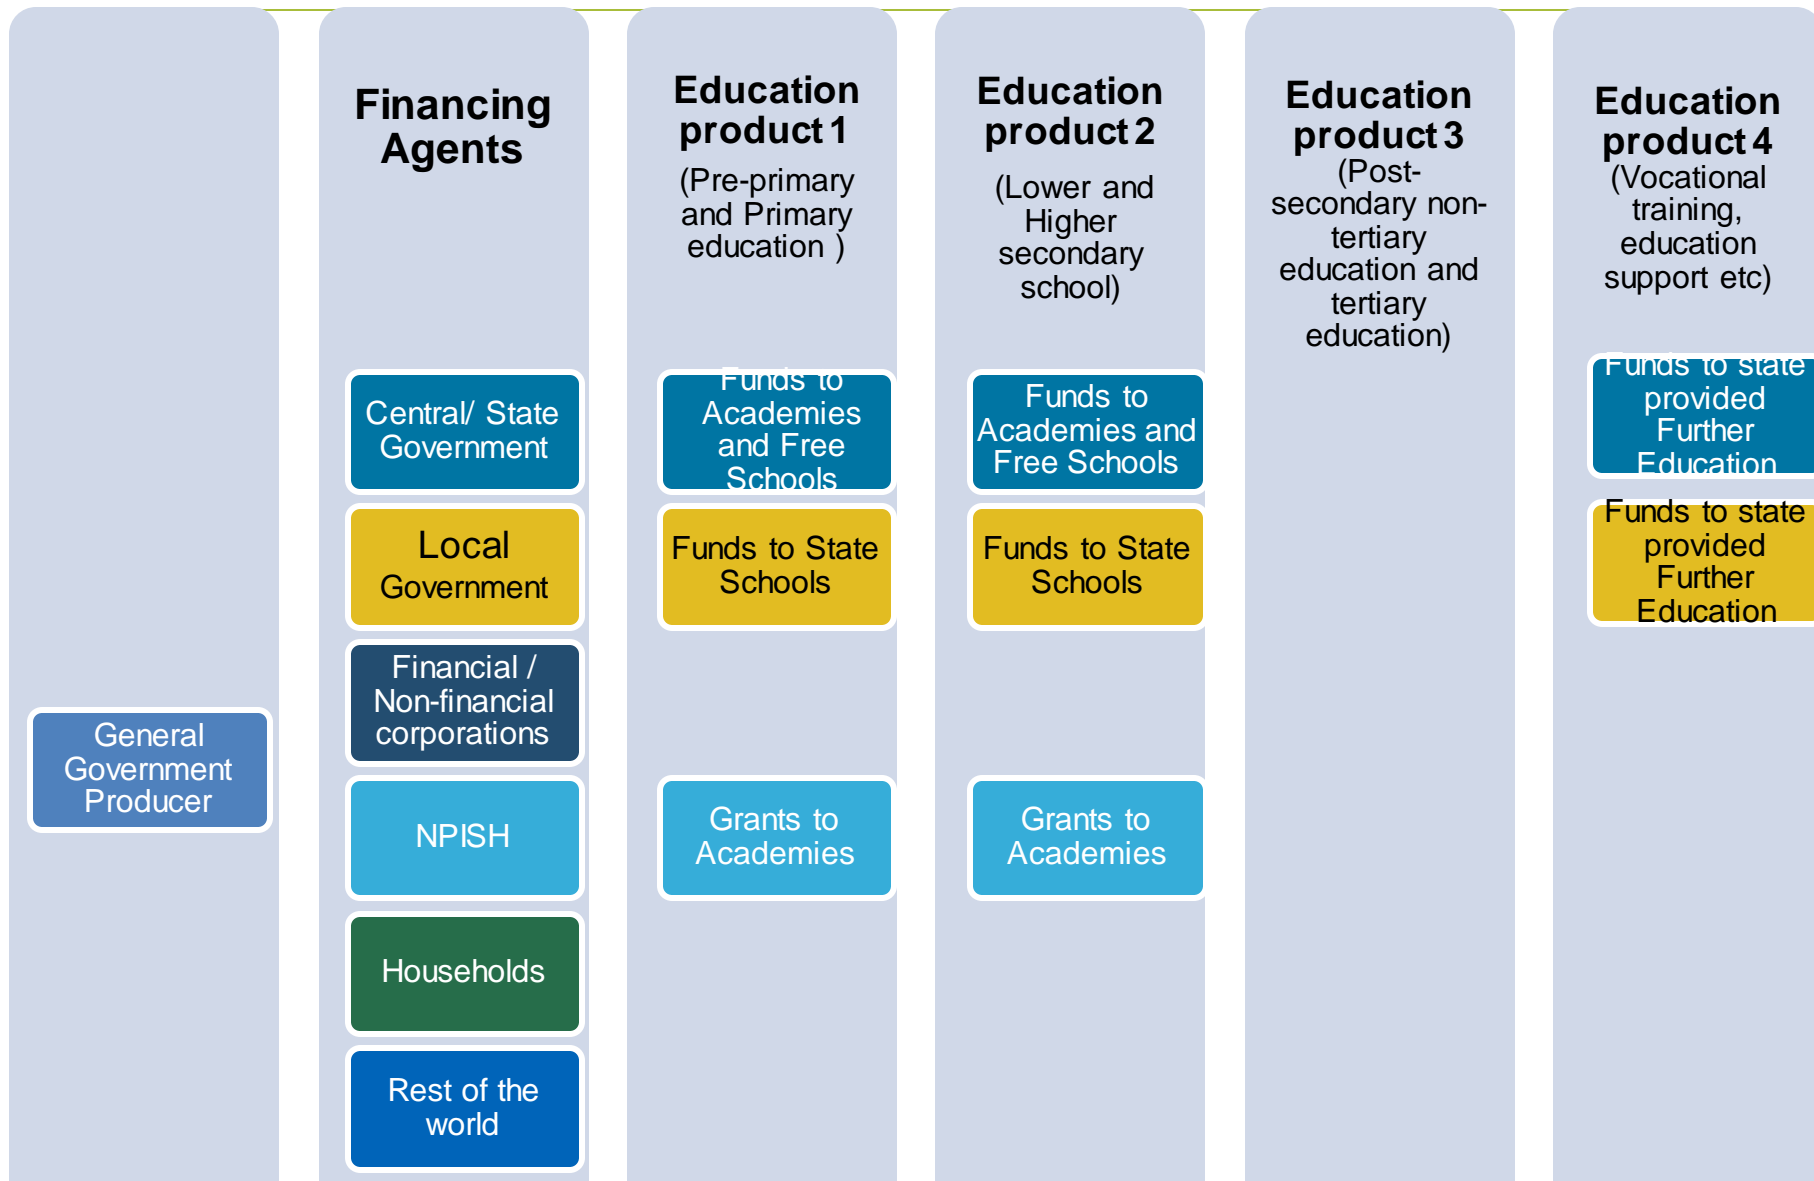 General
Government
Producer
Financing
Agents
Central/ State
Government
Local
Government
Financial /
Non-financial
corporations
NPISH
Households
Rest of the
world
Education
product 1
(Pre-primary
and Primary
education )
Funds to
Academies
and Free
Schools
Funds to State
Schools
Grants to
Academies
Education
product 2
(Lower and
Higher
secondary
school)
Funds to
Academies and
Free Schools
Funds to State
Schools
Grants to
Academies
Education
product 3
(Post-
secondary non-
tertiary
education and
tertiary
education)
Education
product 4
(Vocational
training,
education
support etc)
Funds to state
provided
Further
Education
Funds to state
provided
Further
Education